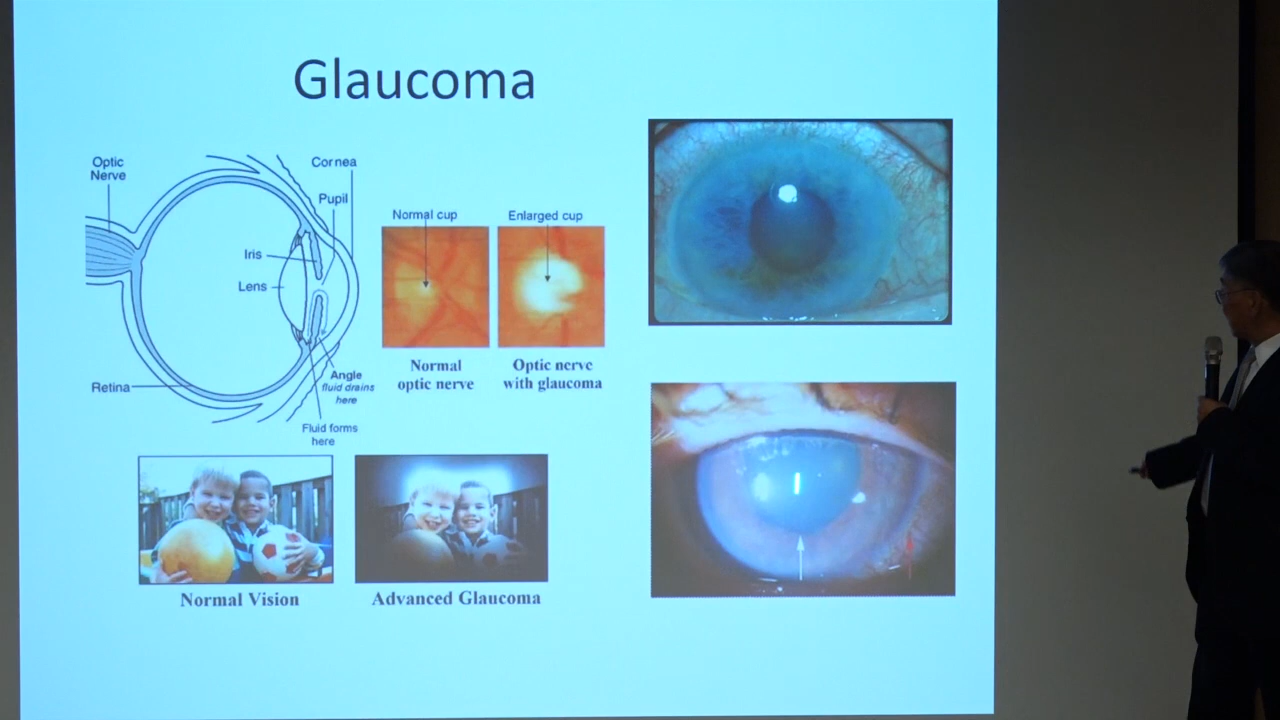 Glaucoma
Optic
Nerve
Cornea
Pupil
Iris
Lens
Retina
Angle
fluid drains
here
Fluid forms
here
Normal cup
Enlarged cup
Normal
optic nerve
Optic nerve
with glaucoma
Normal Vision
Advanced Glaucoma